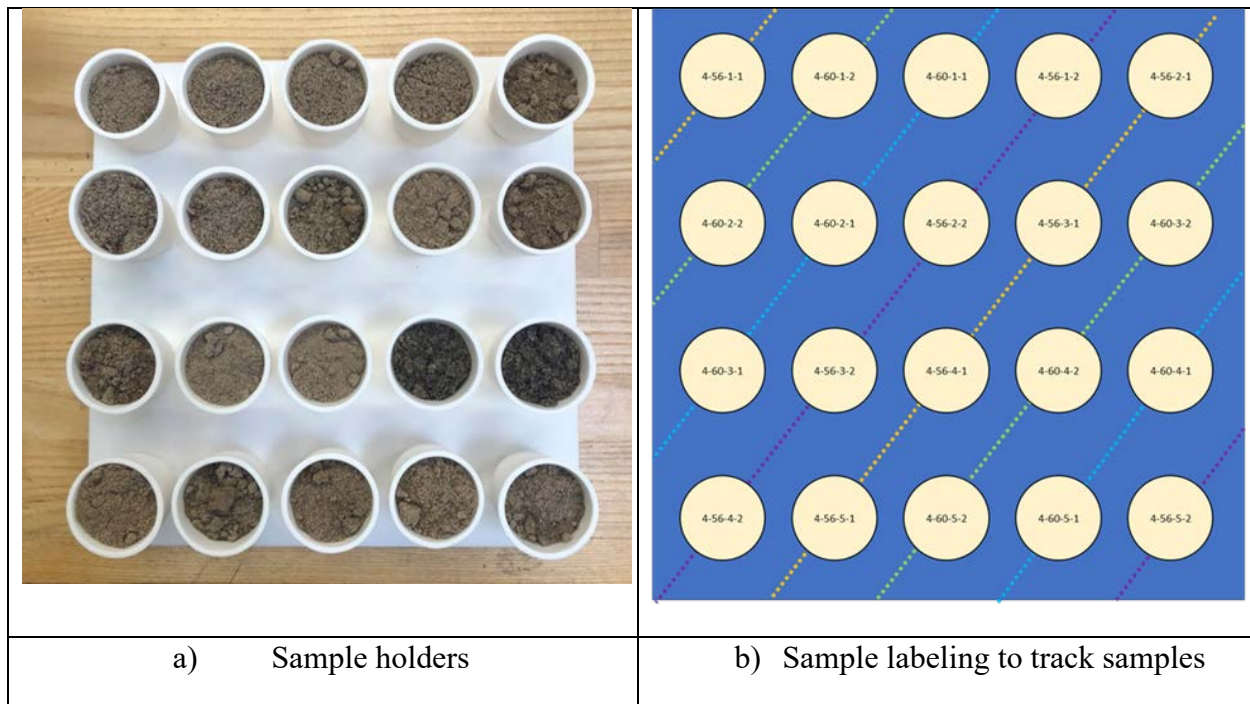 4-56-1-1 4-60-1-2 4-60-1-1 4-56-1-2 4-56-2-1
4-60-2-2 4-60-2-1 4-56-2-2 4-56-3-1 4-60-3-2
4-60-3-1 4-56-3-2 4-56-4-1 4-60-4-2 4-60-4-1
4-56-4-2 4-56-5-1 4-60-5-2 4-60-5-1 4-56-5-2
a) Sample holders
b) Sample labeling to track samples